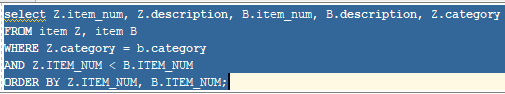 select Z.item_num, Z.description, B.item_num, B.description, Z.category
FROM item Z, item B
WHERE Z.category = b.category
AND Z.ITEM_NUM < B.ITEM_NUM
ORDER BY Z.ITEM_NUM, B.ITEM_NUM;